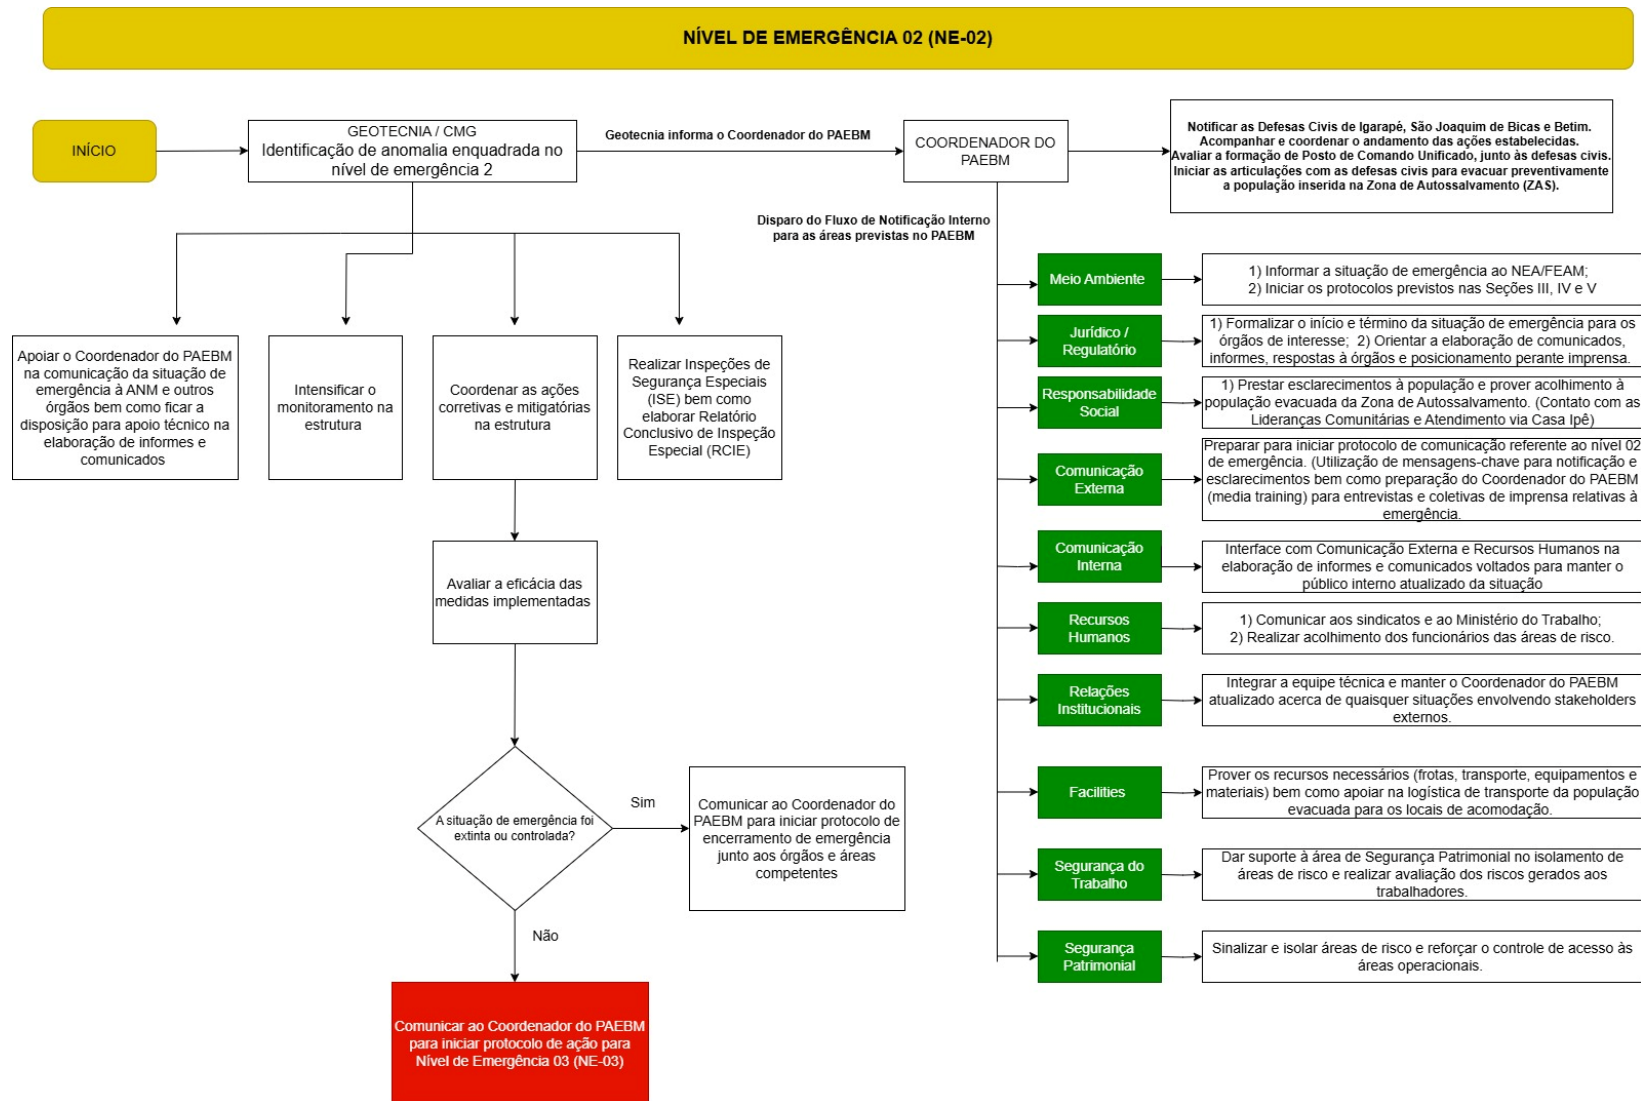 NÍVEL DE EMERGÊNCIA 02 (NE-02)
INÍCIO
GEOTECNIA / CMG
Identificação de anomalia enquadrada no
nível de emergência 2
Geotecnia informa o Coordenador do PAEBM
COORDENADOR DO
PAEBM
Notificar as Defesas Civis de Igarapé, São Joaquim de Bicas e Betim.
Acompanhar e coordenar o andamento das ações estabelecidas.
Avaliar a formação de Posto de Comando Unificado, junto às defesas civis.
Iniciar as articulações com as defesas civis para evacuar preventivamente
a população inserida na Zona de Autossalvamento (ZAS).
Disparo do Fluxo de Notificação Interno
para as áreas previstas no PAEBM
Apoiar o Coordenador do PAEBM
na comunicação da situação de
emergência à ANM e outros
órgãos bem como ficar a
disposição para apoio técnico na
elaboração de informes e
comunicados
Intensificar o
monitoramento na
estrutura
Coordenar as ações
corretivas e mitigatórias
na estrutura
Realizar Inspeções de
Segurança Especiais
(ISE) bem como
elaborar Relatório
Conclusivo de Inspeção
Especial (RCIE)
Avaliar a eficácia das
medidas implementadas
A situação de emergência foi
extinta ou controlada?
Sim
Comunicar ao Coordenador do
PAEBM para iniciar protocolo de
encerramento de emergência
junto aos órgãos e áreas
competentes
Não
Comunicar ao Coordenador do PAEBM
para iniciar protocolo de ação para
Nível de Emergência 03 (NE-03)
Meio Ambiente
1) Informar a situação de emergência ao NEA/FEAM;
2) Iniciar os protocolos previstos nas Seções III, IV e V
Jurídico /
Regulatório
1) Formalizar o início e término da situação de emergência para os
órgãos de interesse; 2) Orientar a elaboração de comunicados,
informes, respostas à órgãos e posicionamento perante imprensa.
Responsabilidade
Social
1) Prestar esclarecimentos à população e prover acolhimento à
população evacuada da Zona de Autossalvamento. (Contato com as
Lideranças Comunitárias e Atendimento via Casa Ipê)
Comunicação
Externa
Preparar para iniciar protocolo de comunicação referente ao nível 02
de emergência. (Utilização de mensagens-chave para notificação e
esclarecimentos bem como preparação do Coordenador do PAEBM
(media training) para entrevistas e coletivas de imprensa relativas à
emergência.
Comunicação
Interna
Interface com Comunicação Externa e Recursos Humanos na
elaboração de informes e comunicados voltados para manter o
público interno atualizado da situação
Recursos
Humanos
1) Comunicar aos sindicatos e ao Ministério do Trabalho;
2) Realizar acolhimento dos funcionários das áreas de risco.
Relações
Institucionais
Integrar a equipe técnica e manter o Coordenador do PAEBM
atualizado acerca de quaisquer situações envolvendo stakeholders
externos.
Facilities
Prover os recursos necessários (frotas, transporte, equipamentos e
materiais) bem como apoiar na logística de transporte da população
evacuada para os locais de acomodação.
Segurança do
Trabalho
Dar suporte à área de Segurança Patrimonial no isolamento de
áreas de risco e realizar avaliação dos riscos gerados aos
trabalhadores.
Segurança
Patrimonial
Sinalizar e isolar áreas de risco e reforçar o controle de acesso às
áreas operacionais.